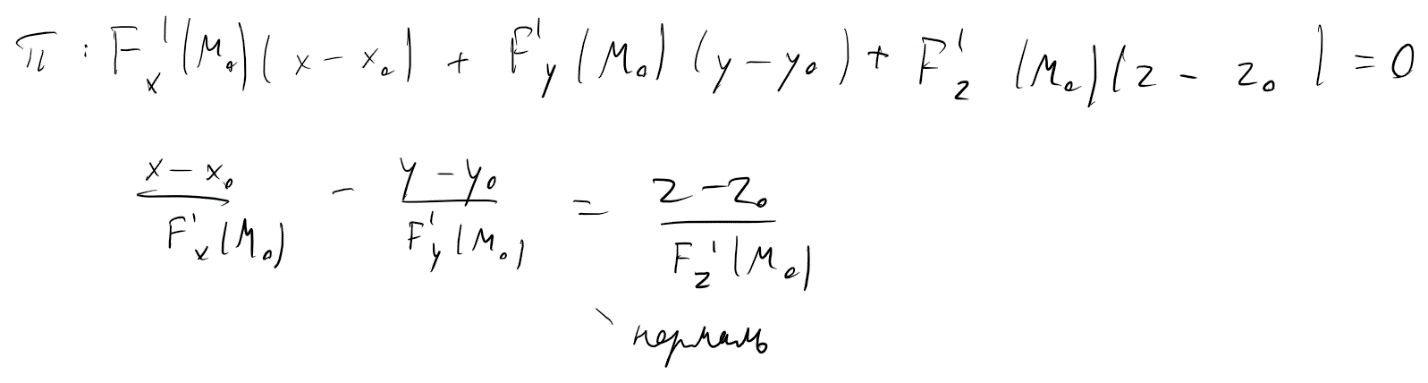 π : F'ₓ(M₀)(x − x₀) + F'ᵧ(M₀)(y − y₀) + F'_z(M₀)(z − z₀) = 0
(x − x₀)/(F'ₓ(M₀)) − (y − y₀)/(F'ᵧ(M₀)) = (z − z₀)/(F'_z(M₀))
нормаль